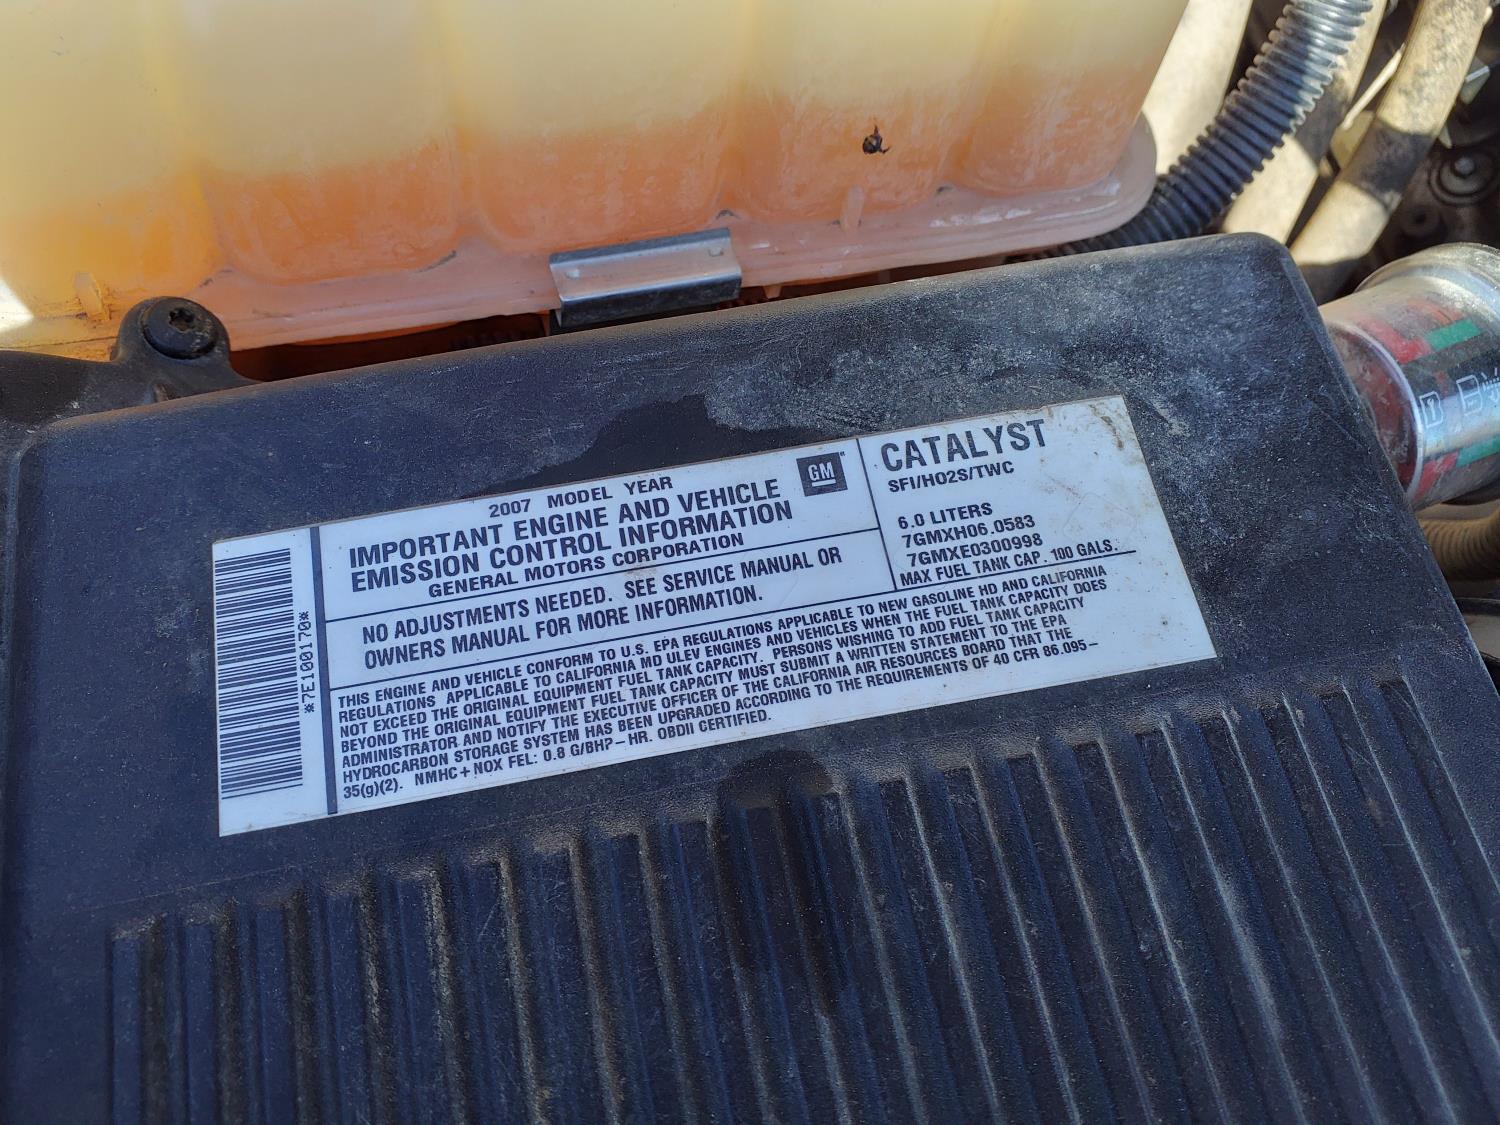 2007 MODEL YEAR
IMPORTANT ENGINE AND VEHICLE
EMISSION CONTROL INFORMATION
GENERAL MOTORS CORPORATION
GM
NO ADJUSTMENTS NEEDED. SEE SERVICE MANUAL OR
OWNERS MANUAL FOR MORE INFORMATION.
CATALYST
SFI/HO2S/TWC
6.0 LITERS
7GMXH06.0583
7GMXE0300998
MAX FUEL TANK CAP. 100 GALS.
THIS ENGINE AND VEHICLE CONFORM TO U.S. EPA REGULATIONS APPLICABLE TO NEW GASOLINE HD AND CALIFORNIA
REGULATIONS APPLICABLE TO CALIFORNIA MD ULEV ENGINES AND VEHICLES WHEN THE FUEL TANK CAPACITY DOES
NOT EXCEED THE ORIGINAL EQUIPMENT FUEL TANK CAPACITY. PERSONS WISHING TO ADD FUEL TANK CAPACITY
BEYOND THE ORIGINAL EQUIPMENT FUEL TANK CAPACITY MUST SUBMIT A WRITTEN STATEMENT TO THE EPA
ADMINISTRATOR AND NOTIFY THE EXECUTIVE OFFICER OF THE CALIFORNIA AIR RESOURCES BOARD THAT THE
HYDROCARBON STORAGE SYSTEM HAS BEEN UPGRADED ACCORDING TO THE REQUIREMENTS OF 40 CFR 86.095-
35(g)(2). NMHC+NOX FEL: 0.8 G/BHP-HR. OBDII CERTIFIED.
*7E100170*